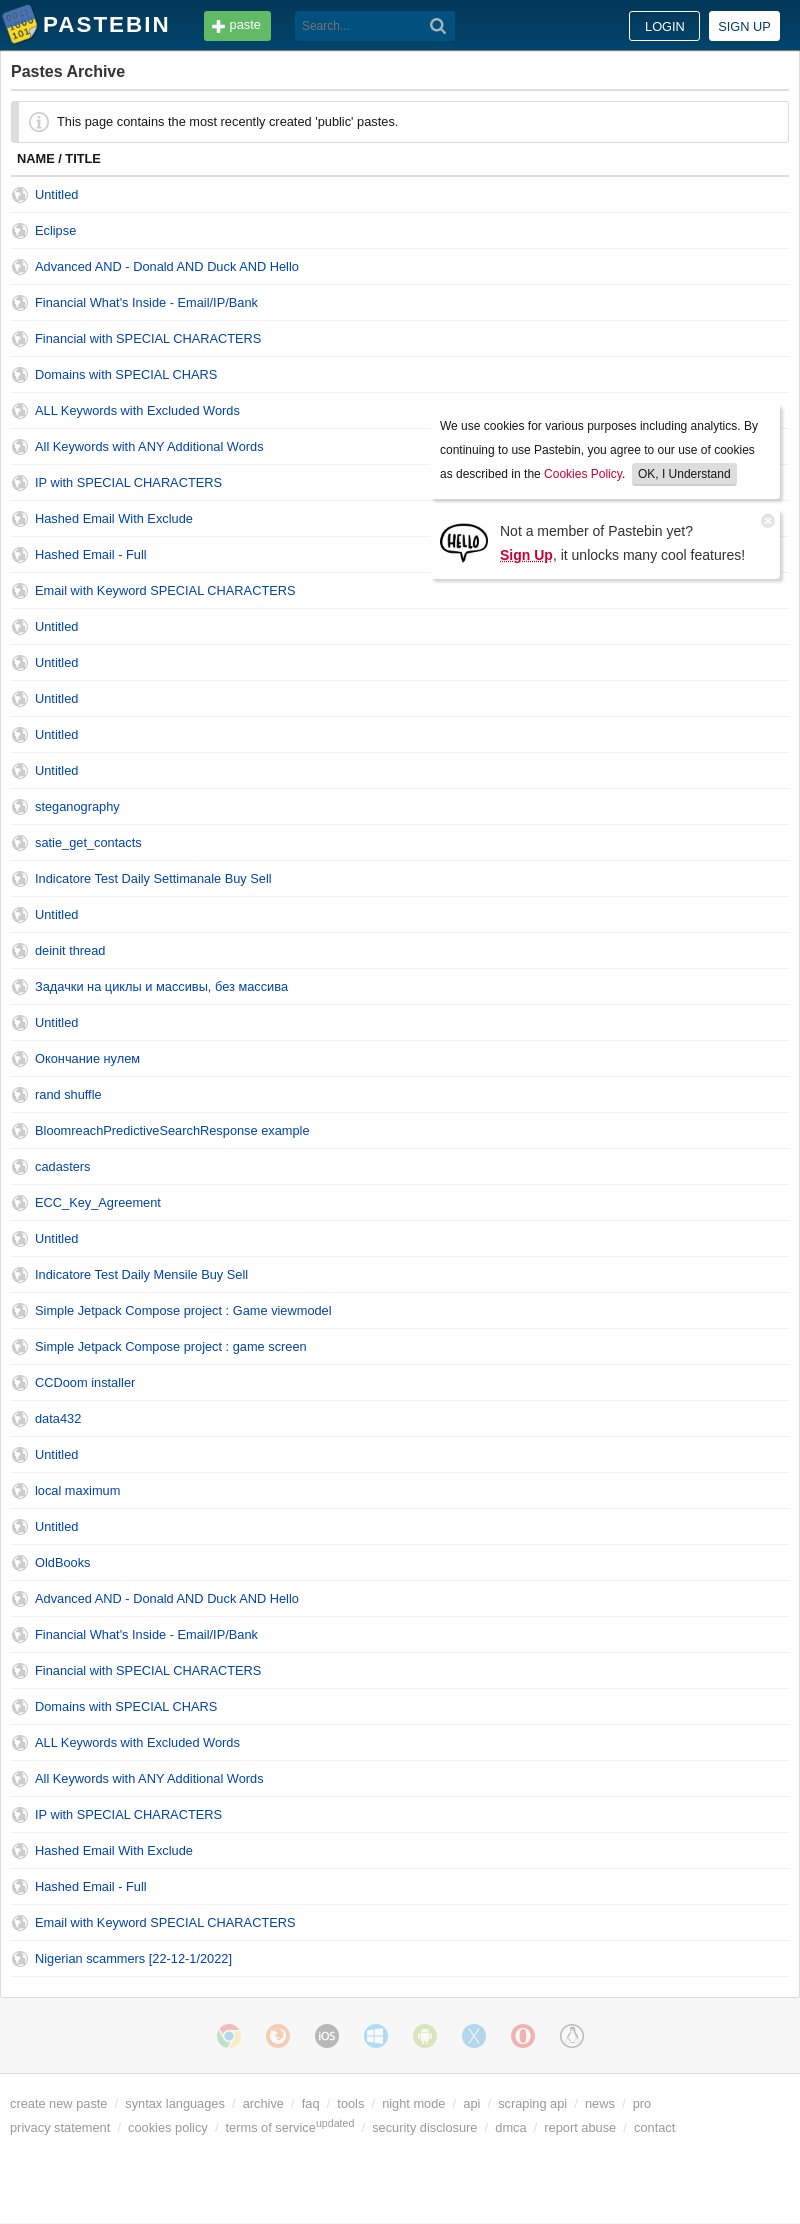 PASTEBIN
paste
Search...
LOGIN
SIGN UP
Pastes Archive
This page contains the most recently created 'public' pastes.
NAME / TITLE
Untitled
Eclipse
Advanced AND - Donald AND Duck AND Hello
Financial What's Inside - Email/IP/Bank
Financial with SPECIAL CHARACTERS
Domains with SPECIAL CHARS
ALL Keywords with Excluded Words
All Keywords with ANY Additional Words
IP with SPECIAL CHARACTERS
Hashed Email With Exclude
Hashed Email - Full
Email with Keyword SPECIAL CHARACTERS
We use cookies for various purposes including analytics. By
continuing to use Pastebin, you agree to our use of cookies
as described in the Cookies Policy. OK, I Understand
HELLO
Not a member of Pastebin yet?
Sign Up, it unlocks many cool features!
Untitled
Untitled
Untitled
Untitled
Untitled
steganography
satie_get_contacts
Indicatore Test Daily Settimanale Buy Sell
Untitled
deinit thread
Задачки на циклы и массивы, без массива
Untitled
Окончание нулем
rand shuffle
BloomreachPredictiveSearchResponse example
cadasters
ECC_Key_Agreement
Untitled
Indicatore Test Daily Mensile Buy Sell
Simple Jetpack Compose project : Game viewmodel
Simple Jetpack Compose project : game screen
CCDoom installer
data432
Untitled
local maximum
Untitled
OldBooks
Advanced AND - Donald AND Duck AND Hello
Financial What's Inside - Email/IP/Bank
Financial with SPECIAL CHARACTERS
Domains with SPECIAL CHARS
ALL Keywords with Excluded Words
All Keywords with ANY Additional Words
IP with SPECIAL CHARACTERS
Hashed Email With Exclude
Hashed Email - Full
Email with Keyword SPECIAL CHARACTERS
Nigerian scammers [22-12-1/2022]
iOS
create new paste / syntax languages / archive / faq / tools / night mode / api / scraping api / news / pro
privacy statement / cookies policy / terms of service updated / security disclosure / dmca / report abuse / contact